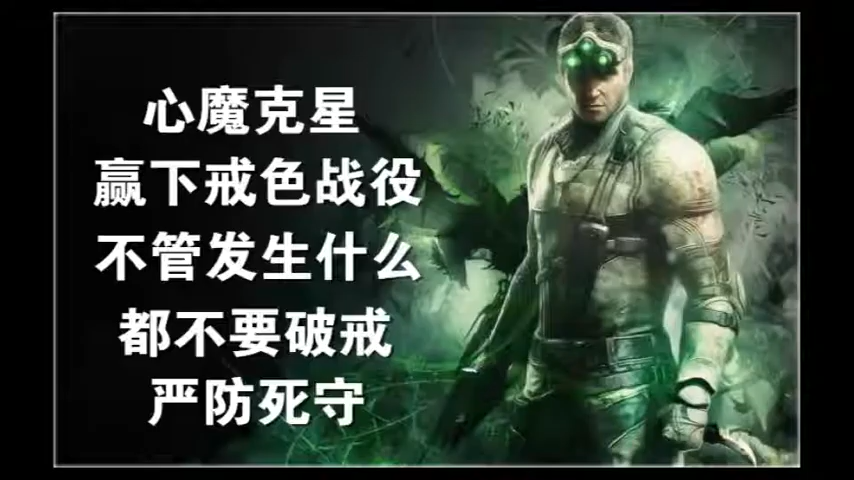 心魔克星
赢下戒色战役
不管发生什么
都不要破戒
严防死守